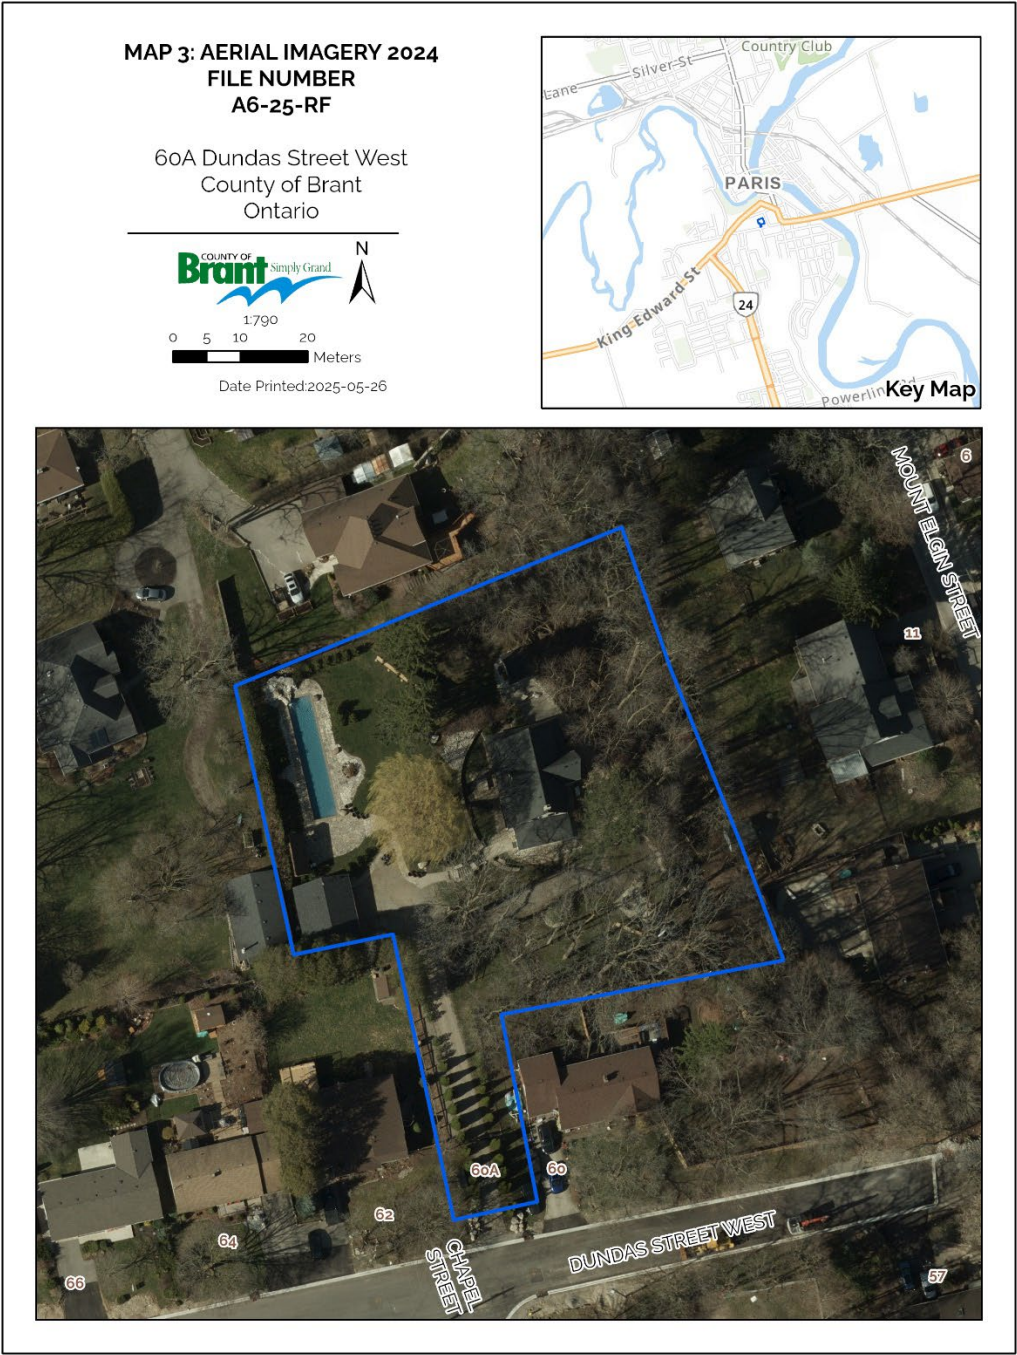 MAP 3: AERIAL IMAGERY 2024
FILE NUMBER
A6-25-RF
60A Dundas Street West
County of Brant
Ontario
COUNTY OF
Brant Simply Grand
N
1:790
0 5 10 20
Meters
Date Printed:2025-05-26
Country Club
Silver St
Lane
PARIS
24
King Edward St
Powerlin
Key Map
6
MOUNT ELGIN STREET
11
60A
60
62
64
66
57
DUNDAS STREET WEST
CHAPEL
STREET